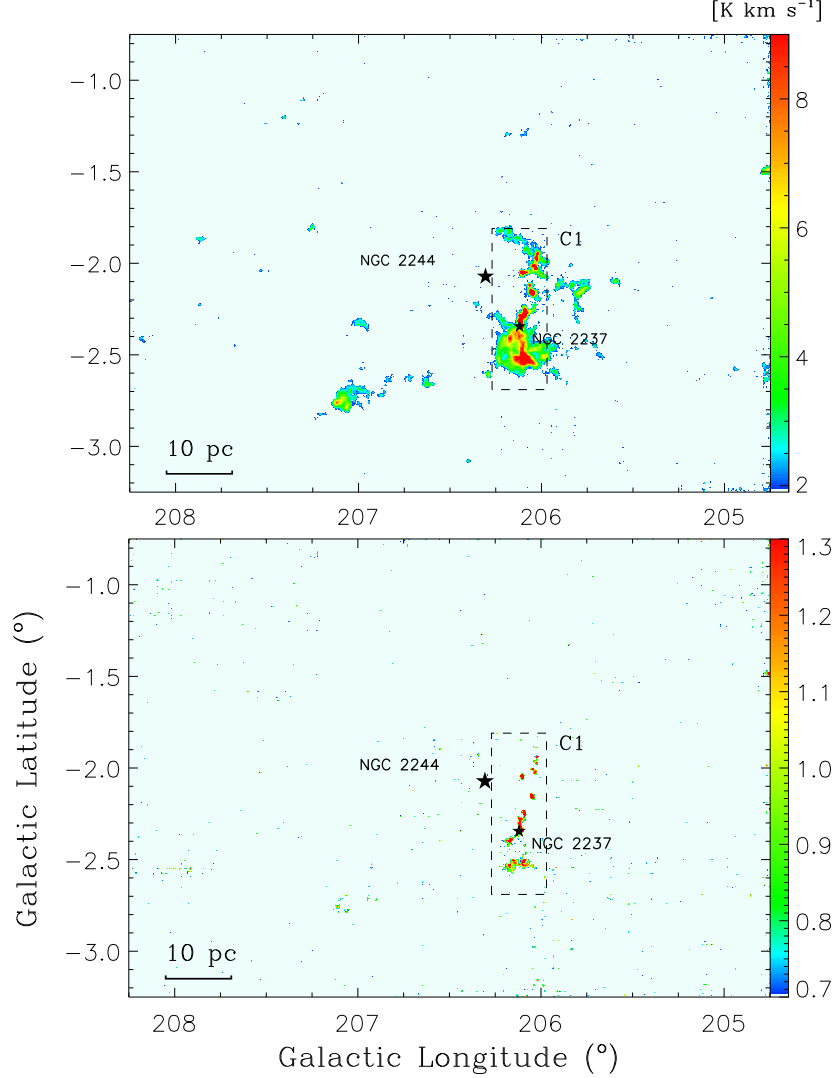 [K km s⁻¹]
−1.0
−1.5
−2.0
−2.5
−3.0
NGC 2244
C1
NGC 2237
10 pc
8
6
4
2
208
207
206
205
−1.0
−1.5
−2.0
−2.5
−3.0
NGC 2244
C1
NGC 2237
10 pc
1.3
1.2
1.1
1.0
0.9
0.8
0.7
208
207
206
205
Galactic Latitude (°)
Galactic Longitude (°)